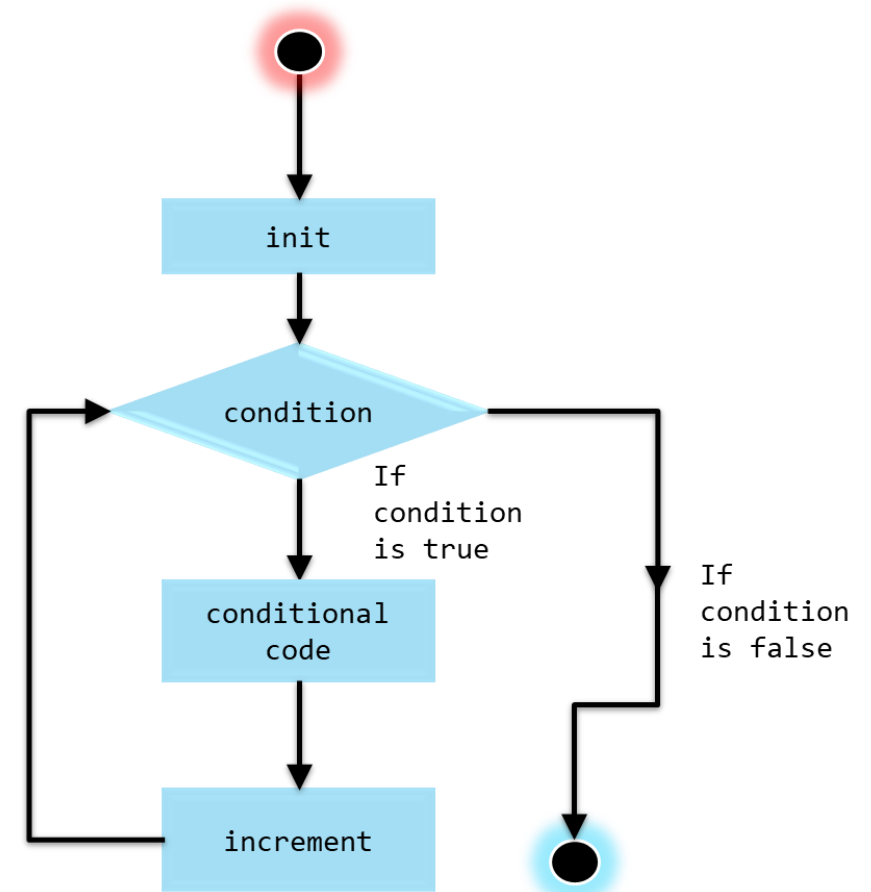 init
condition
If
condition
is true
If
condition
is false
conditional
code
increment